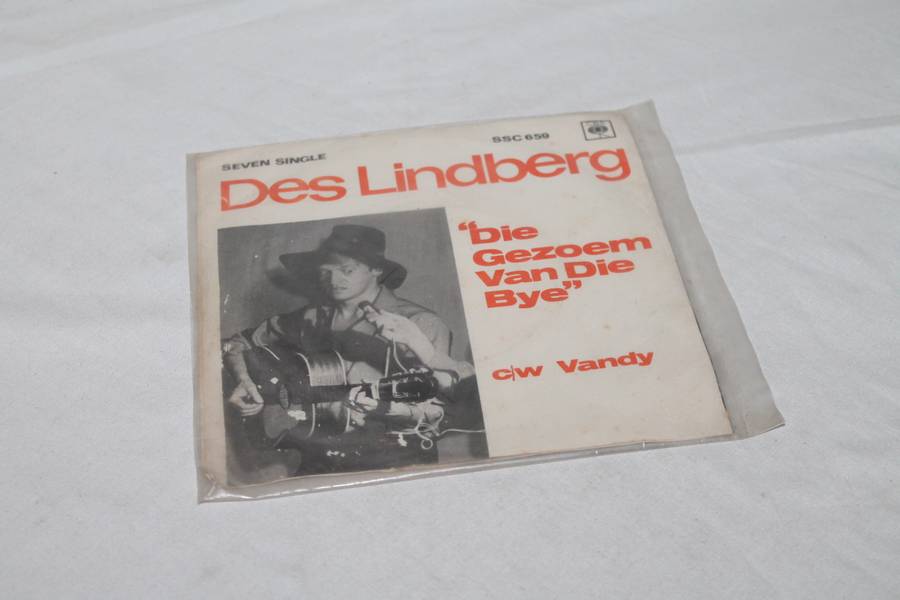 SEVEN SINGLE
SSC 659
Des Lindberg
“Die
Gezoem
Van Die
Bye”
c/w Vandy